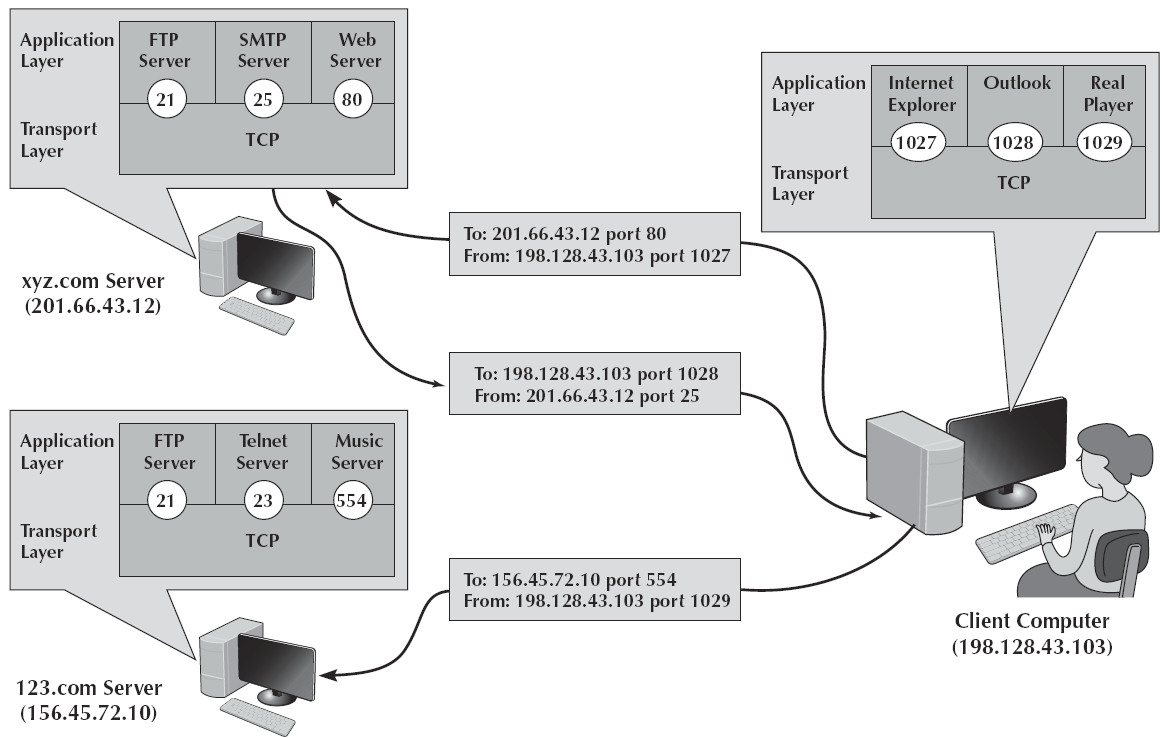 Application Layer
FTP Server
SMTP Server
Web Server
21
25
80
Transport Layer
TCP
xyz.com Server
(201.66.43.12)
Application Layer
Internet Explorer
Outlook
Real Player
1027
1028
1029
Transport Layer
TCP
To: 201.66.43.12 port 80
From: 198.128.43.103 port 1027
To: 198.128.43.103 port 1028
From: 201.66.43.12 port 25
Application Layer
FTP Server
Telnet Server
Music Server
21
23
554
Transport Layer
TCP
To: 156.45.72.10 port 554
From: 198.128.43.103 port 1029
123.com Server
(156.45.72.10)
Client Computer
(198.128.43.103)